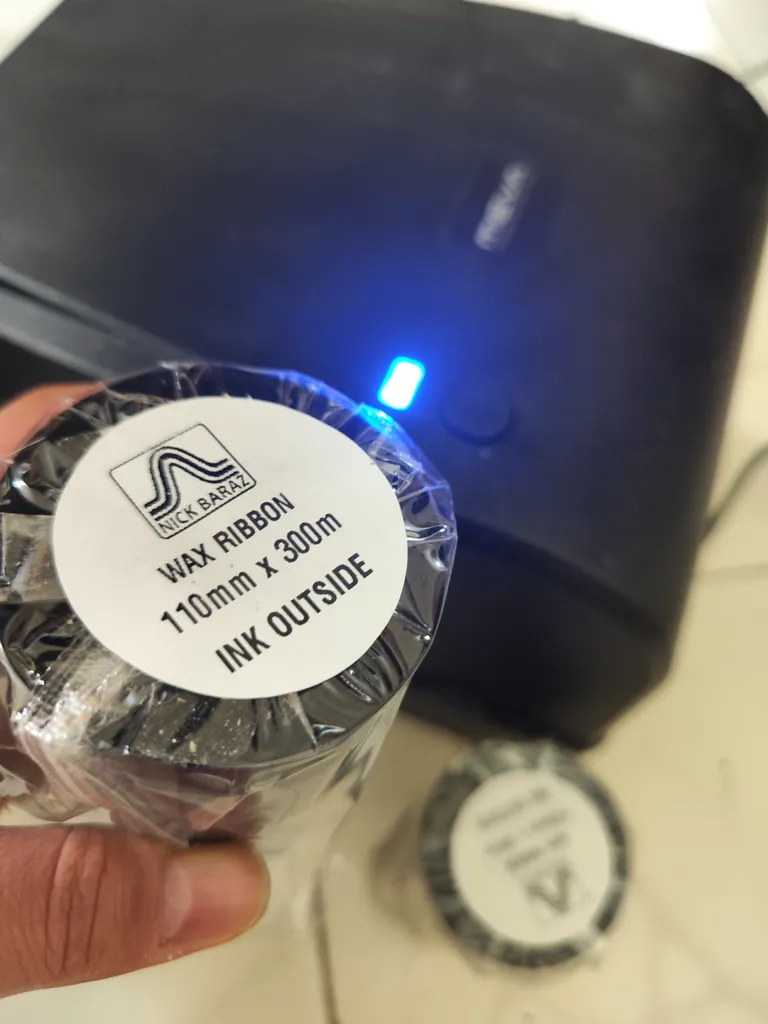 NICK BARAZ
WAX RIBBON
110mm x 300m
INK OUTSIDE